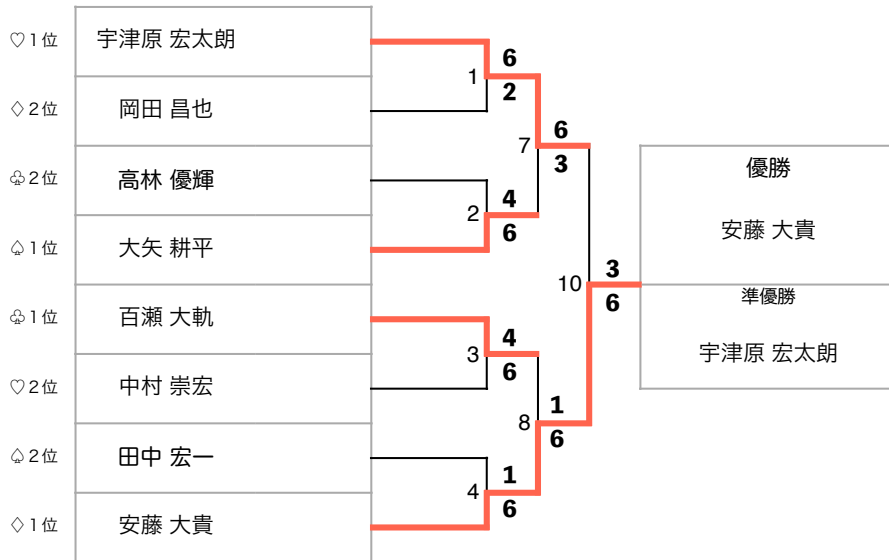 ♡1位 宇津原 宏太朗
♢2位 岡田 昌也
♧2位 高林 優輝
♤1位 大矢 耕平
♧1位 百瀬 大軌
♡2位 中村 崇宏
♤2位 田中 宏一
♢1位 安藤 大貴
1
6
2
2
4
6
3
4
6
4
1
6
7
6
3
8
1
6
10
3
6
優勝
安藤 大貴
準優勝
宇津原 宏太朗